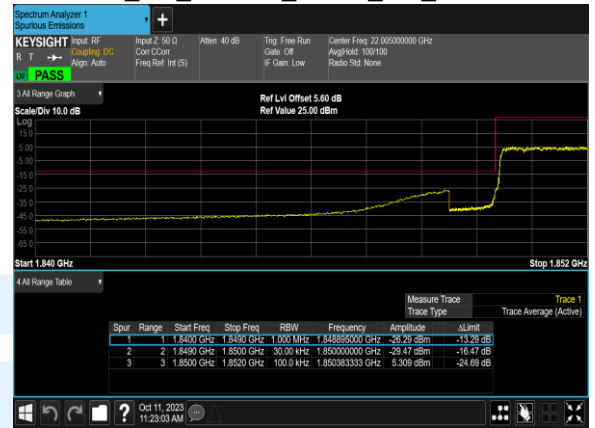 Spectrum Analyzer 1
Spurious Emissions
+
KEYSIGHT Input: RF Input Z: 50 Ω Atten: 40 dB Trig: Free Run Center Freq: 22.005000000 GHz
R T Coupling: DC Corr CCorr Gate: Off Avg|Hold: 100/100
Align: Auto Freq Ref: Int (S) IF Gain: Low Radio Std: None
PASS
3 All Range Graph
Ref Lvl Offset 5.60 dB
Scale/Div 10.0 dB Ref Value 25.00 dBm
Log
15.0
5.00
-5.00
-15.0
-25.0
-35.0
-45.0
-55.0
-65.0
Start 1.840 GHz Stop 1.852 GHz
4 All Range Table
Measure Trace Trace 1
Trace Type Trace Average (Active)
Spur Range Start Freq Stop Freq RBW Frequency Amplitude ΔLimit
1 1 1.8400 GHz 1.8490 GHz 1.000 MHz 1.848895000 GHz -26.29 dBm -13.29 dB
2 2 1.8490 GHz 1.8500 GHz 30.00 kHz 1.850000000 GHz -29.47 dBm -16.47 dB
3 3 1.8500 GHz 1.8520 GHz 100.0 kHz 1.850383333 GHz 5.309 dBm -24.69 dB
?
Oct 11, 2023
11:23:03 AM